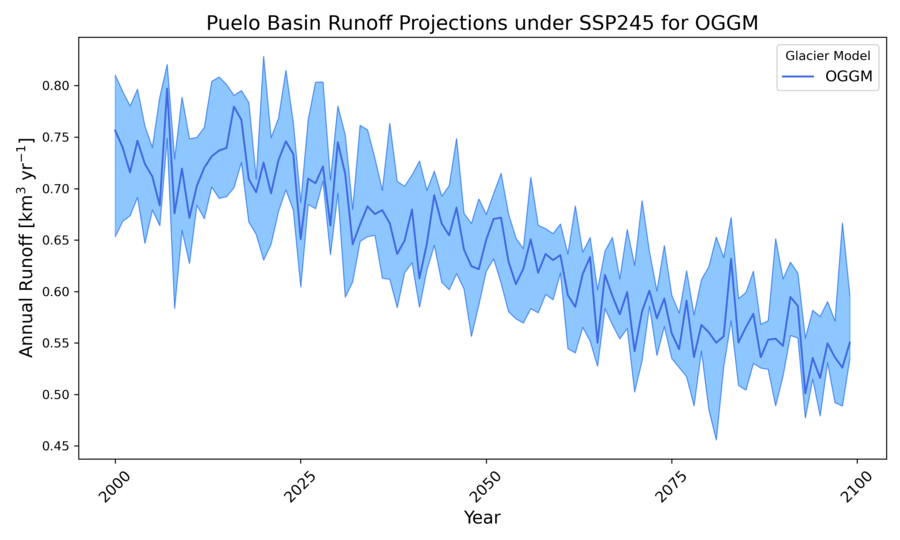 Puelo Basin Runoff Projections under SSP245 for OGGM
Glacier Model
OGGM
Annual Runoff [km³ yr⁻¹]
0.80
0.75
0.70
0.65
0.60
0.55
0.50
0.45
2000
2025
2050
2075
2100
Year